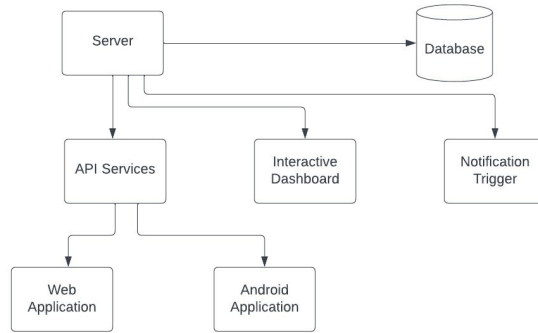 Server
Database
API Services
Interactive
Dashboard
Notification
Trigger
Web
Application
Android
Application